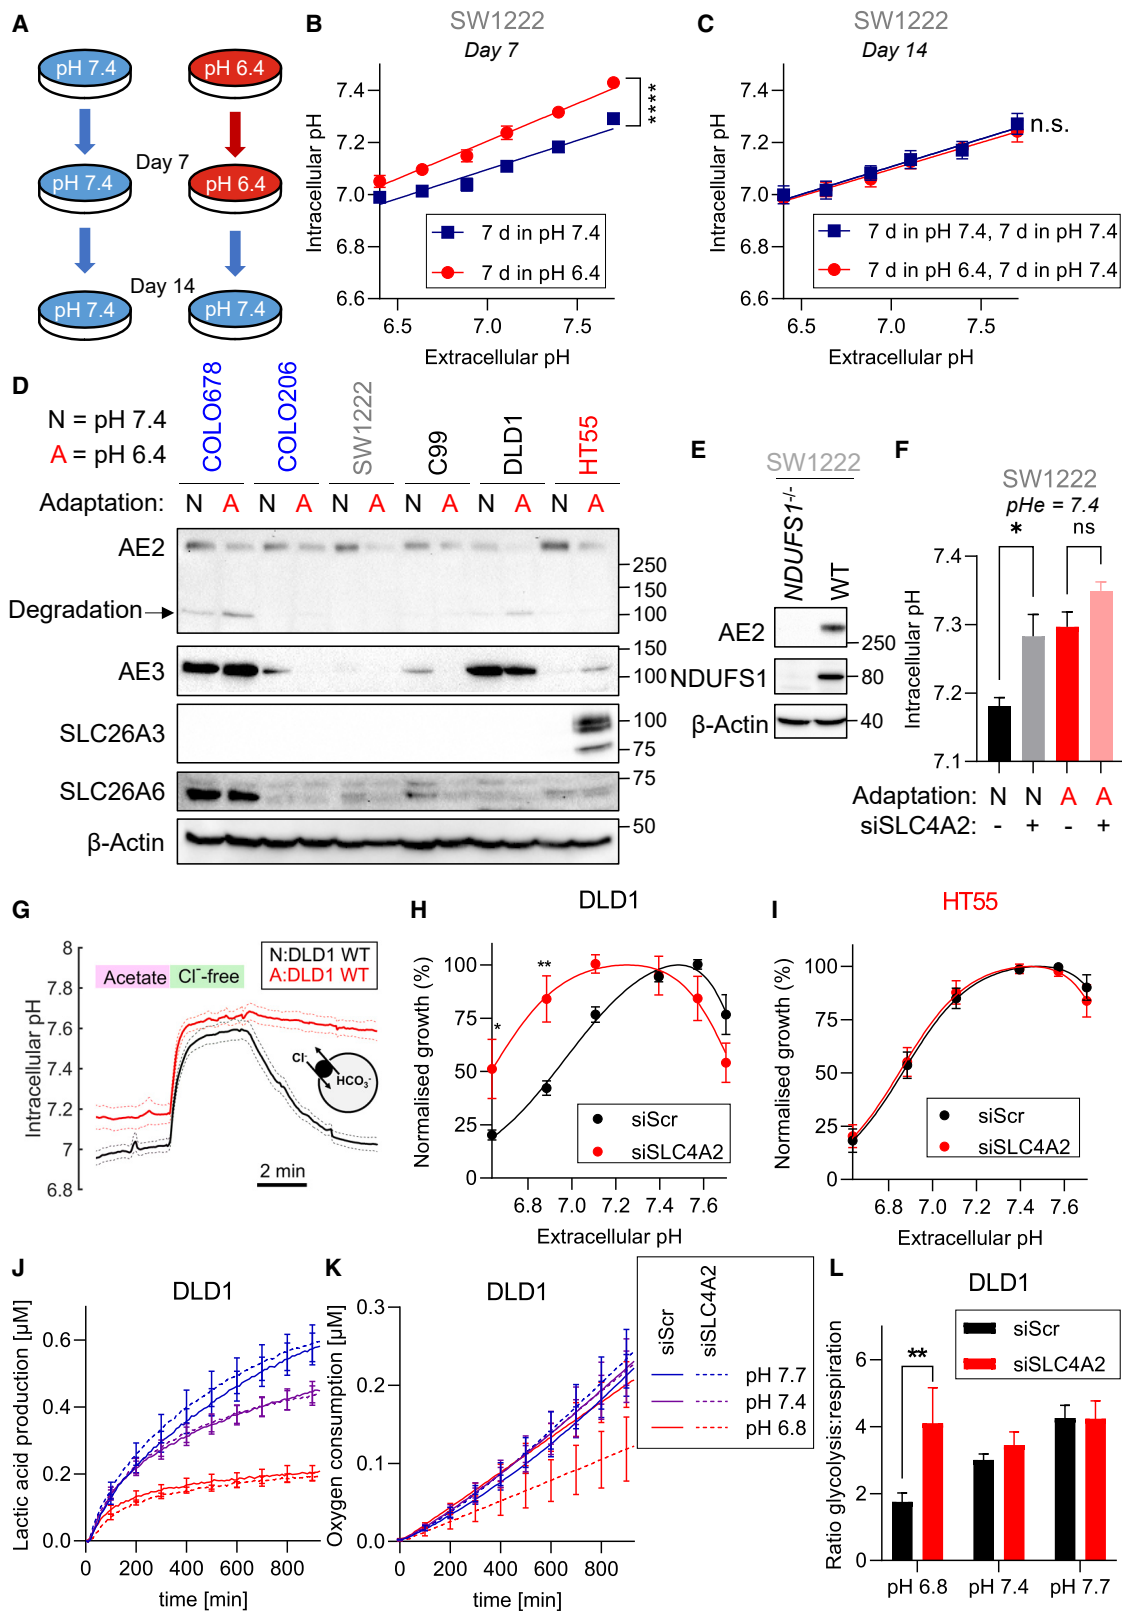 A
pH 7.4
pH 6.4
Day 7
pH 7.4
pH 6.4
Day 14
pH 7.4
pH 7.4
B
SW1222
Day 7
Intracellular pH
7.4
7.2
7.0
6.8
6.6
****
7 d in pH 7.4
7 d in pH 6.4
6.5
7.0
7.5
Extracellular pH
C
SW1222
Day 14
Intracellular pH
7.4
7.2
7.0
6.8
6.6
n.s.
7 d in pH 7.4, 7 d in pH 7.4
7 d in pH 6.4, 7 d in pH 7.4
6.5
7.0
7.5
Extracellular pH
D
N = pH 7.4
A = pH 6.4
COLO678
COLO206
SW1222
C99
DLD1
HT55
Adaptation: N A N A N A N A N A N A
AE2
250
150
Degradation
100
AE3
150
100
SLC26A3
100
75
SLC26A6
75
β-Actin
50
E
SW1222
NDUFS1-/-
WT
AE2
250
NDUFS1
80
β-Actin
40
F
SW1222
pHe = 7.4
* ns
Intracellular pH
7.4
7.3
7.2
7.1
Adaptation: N N A A
siSLC4A2: - + - +
G
Intracellular pH
8
7.8
7.6
7.4
7.2
7
6.8
Acetate
Cl⁻-free
N:DLD1 WT
A:DLD1 WT
Cl⁻
HCO₃⁻
2 min
H
DLD1
Normalised growth (%)
100
75
50
25
0
*
**
siScr
siSLC4A2
6.8 7.0 7.2 7.4 7.6
Extracellular pH
I
HT55
Normalised growth (%)
100
75
50
25
0
siScr
siSLC4A2
6.8 7.0 7.2 7.4 7.6
Extracellular pH
J
DLD1
Lactic acid production [µM]
0.6
0.4
0.2
0.0
0 200 400 600 800
time [min]
K
DLD1
Oxygen consumption [µM]
0.3
0.2
0.1
0.0
0 200 400 600 800
time [min]
siScr
siSLC4A2
pH 7.7
pH 7.4
pH 6.8
L
DLD1
siScr
siSLC4A2
Ratio glycolysis:respiration
6
4
2
0
**
pH 6.8 pH 7.4 pH 7.7